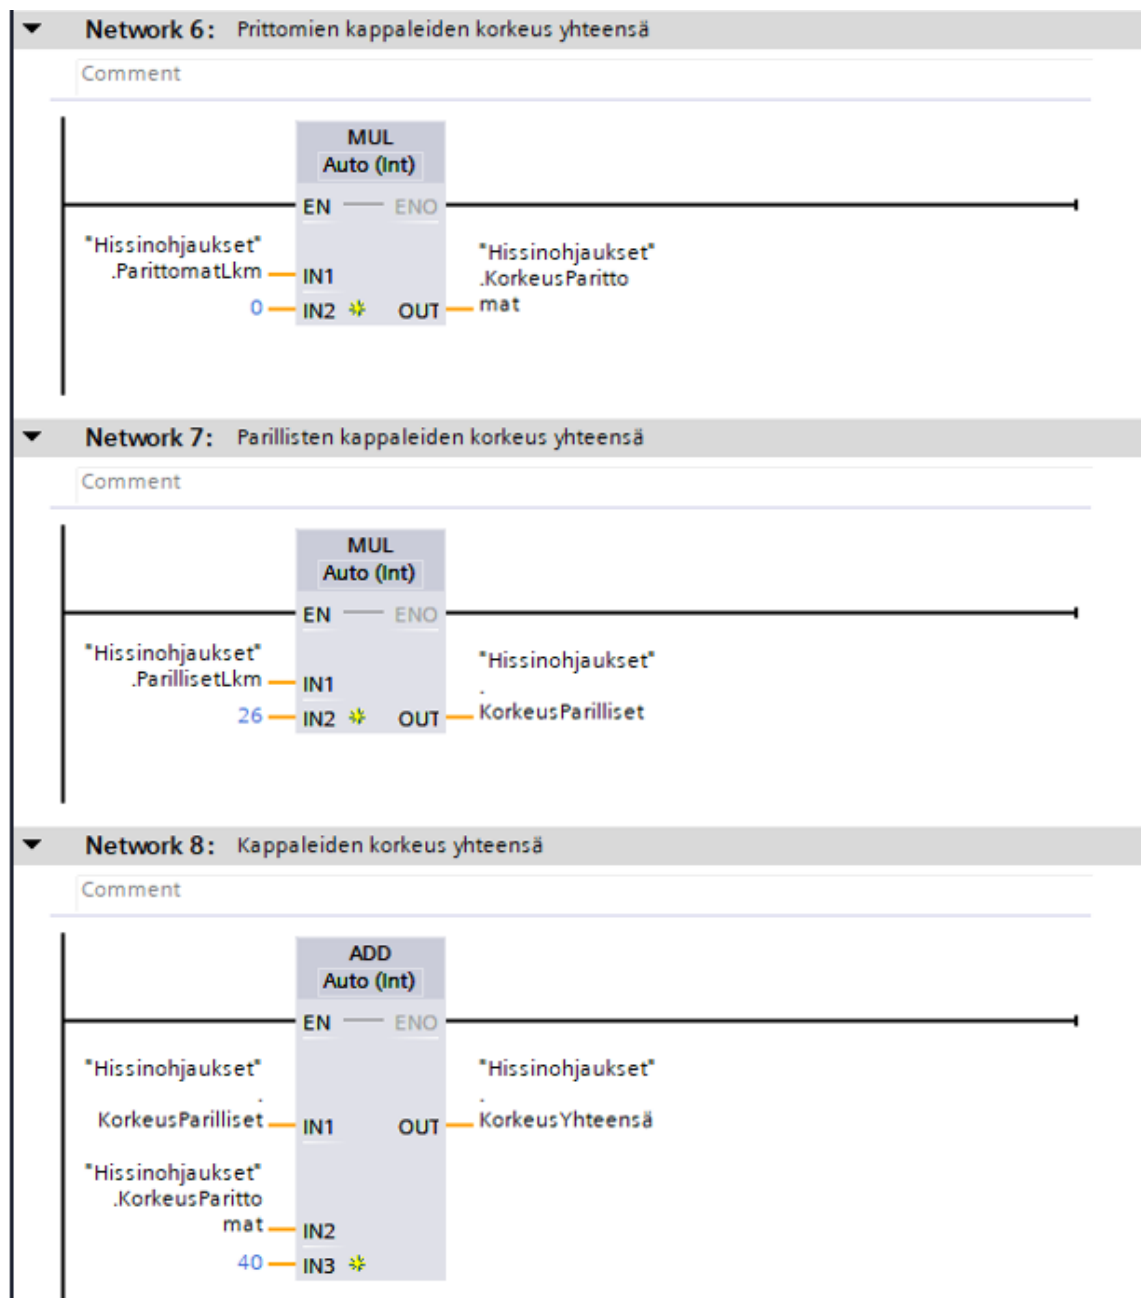 Network 6: Prittomien kappaleiden korkeus yhteensä
Comment
MUL
Auto (Int)
EN ENO
"Hissinohjaukset"
.ParittomatLkm IN1
0 IN2 OUT
"Hissinohjaukset"
.KorkeusParitto
mat
Network 7: Parillisten kappaleiden korkeus yhteensä
Comment
MUL
Auto (Int)
EN ENO
"Hissinohjaukset"
.ParillisetLkm IN1
26 IN2 OUT
"Hissinohjaukset"
.
KorkeusParilliset
Network 8: Kappaleiden korkeus yhteensä
Comment
ADD
Auto (Int)
EN ENO
"Hissinohjaukset"
.
KorkeusParilliset IN1 OUT
"Hissinohjaukset"
.
KorkeusYhteensä
"Hissinohjaukset"
.KorkeusParitto
mat IN2
40 IN3